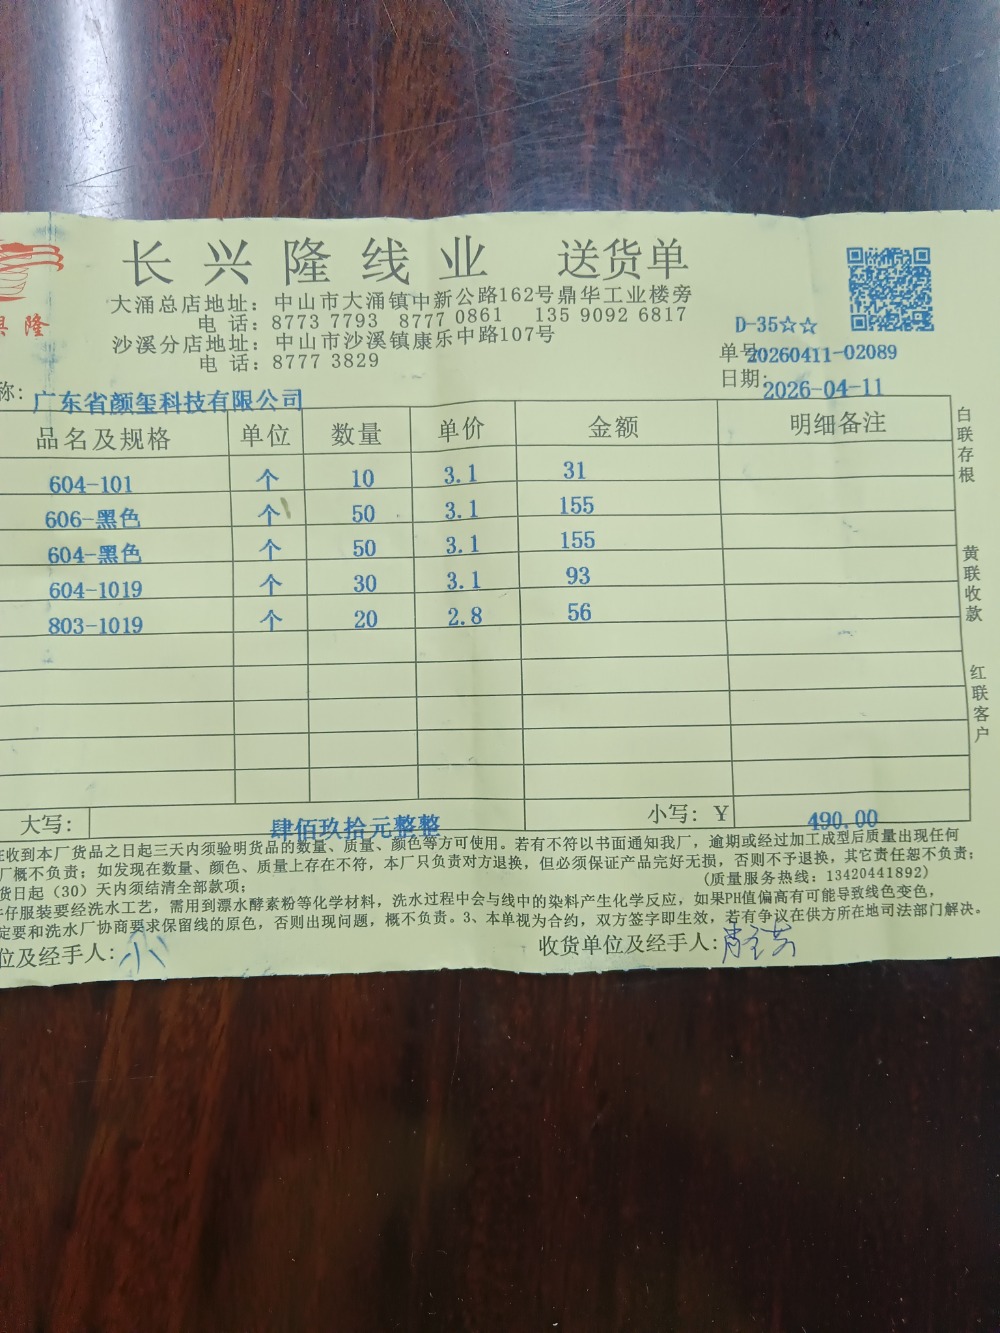 长兴隆线业 送货单
兴隆
大涌总店地址：中山市大涌镇中新公路162号鼎华工业楼旁
电 话：8773 7793 8777 0861 135 9092 6817
沙溪分店地址：中山市沙溪镇康乐中路107号
电 话：8777 3829
D-35☆☆
单号20260411-02089
日期：2026-04-11
称：广东省颜玺科技有限公司
品名及规格 单位 数量 单价 金额 明细备注
604-101 个 10 3.1 31
606-黑色 个 50 3.1 155
604-黑色 个 50 3.1 155
604-1019 个 30 3.1 93
803-1019 个 20 2.8 56
白联存根
黄联收款
红联客户
大写：肆佰玖拾元整整 小写：￥490.00
在收到本厂货品之日起三天内须验明货品的数量、质量、颜色等方可使用。若有不符以书面通知我厂，逾期或经过加工成型后质量出现任何
厂概不负责；如发现在数量、颜色、质量上存在不符，本厂只负责对方退换，但必须保证产品完好无损，否则不予退换，其它责任恕不负责；
货日起（30）天内须结清全部款项； (质量服务热线：13420441892)
仔服装要经洗水工艺，需用到漂水酵素粉等化学材料，洗水过程中会与线中的染料产生化学反应，如果PH值偏高有可能导致线色变色，
定要和洗水厂协商要求保留线的原色，否则出现问题，概不负责。3、本单视为合约，双方签字即生效，若有争议在供方所在地司法部门解决。
位及经手人：小 收货单位及经手人：